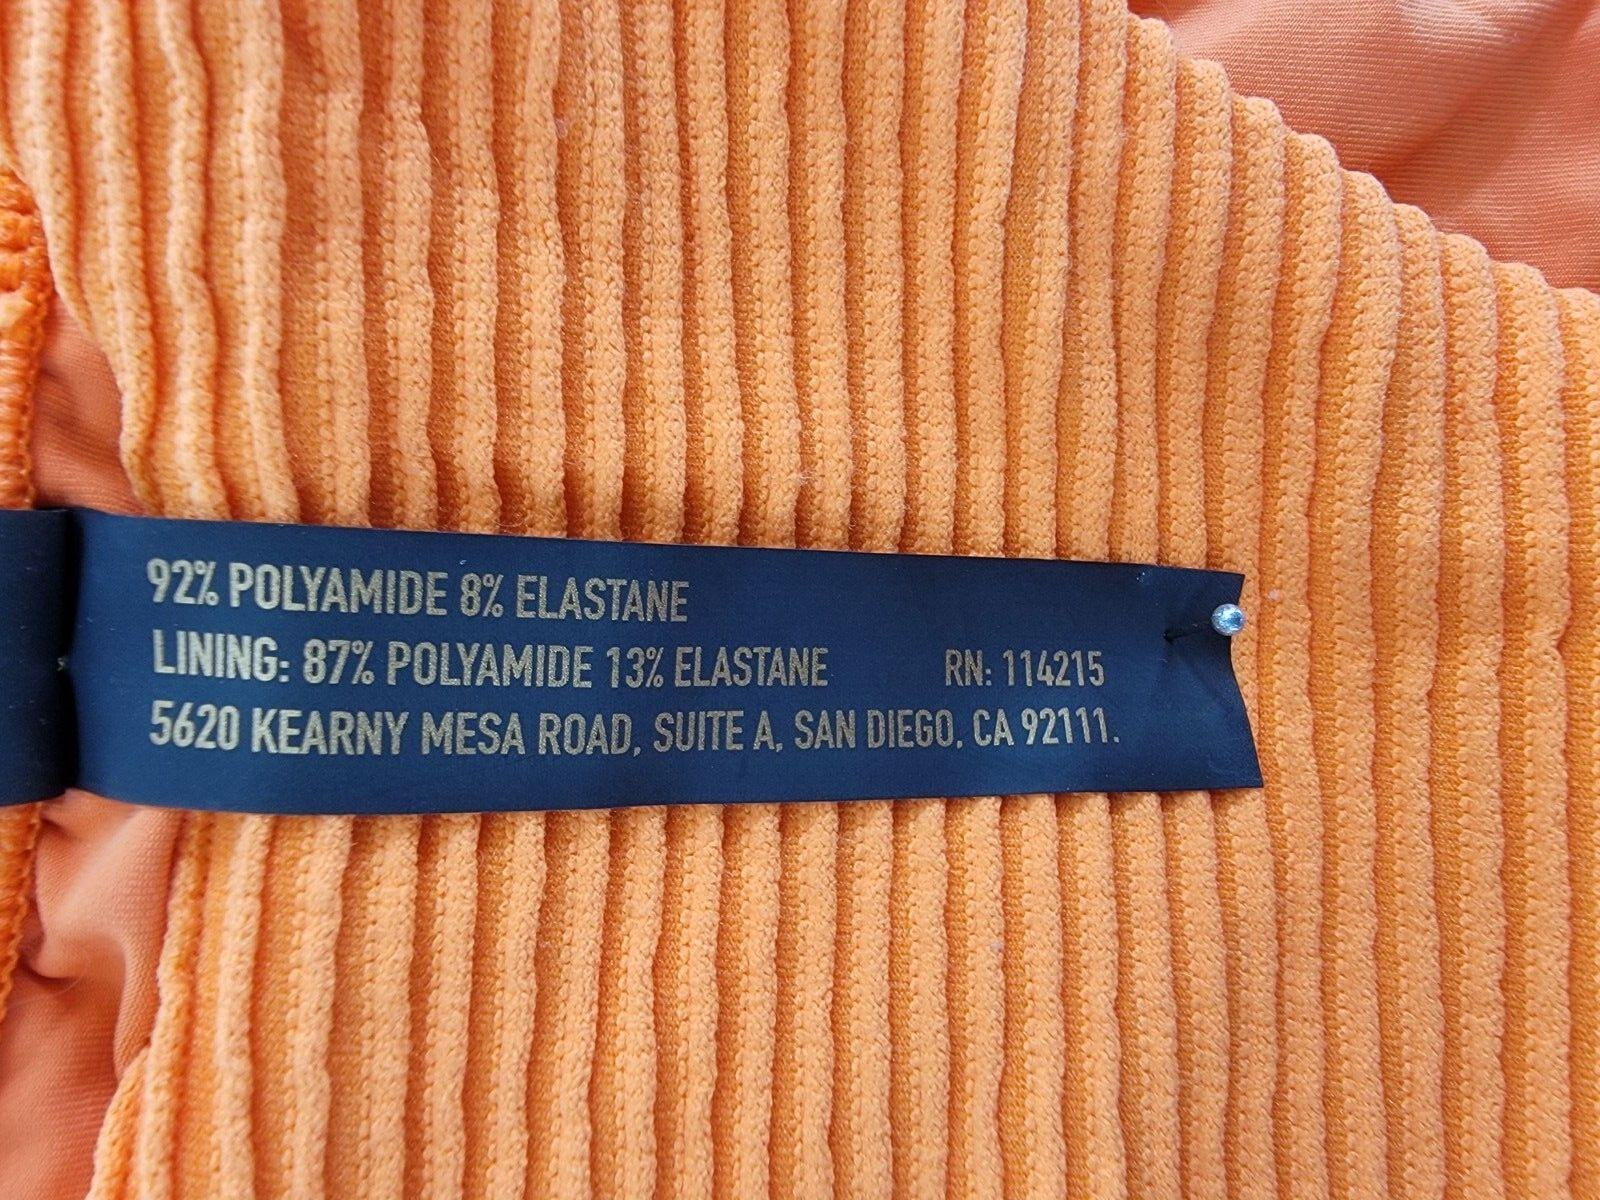 92% POLYAMIDE 8% ELASTANE
LINING: 87% POLYAMIDE 13% ELASTANE RN: 114215
5620 KEARNY MESA ROAD, SUITE A, SAN DIEGO, CA 92111.